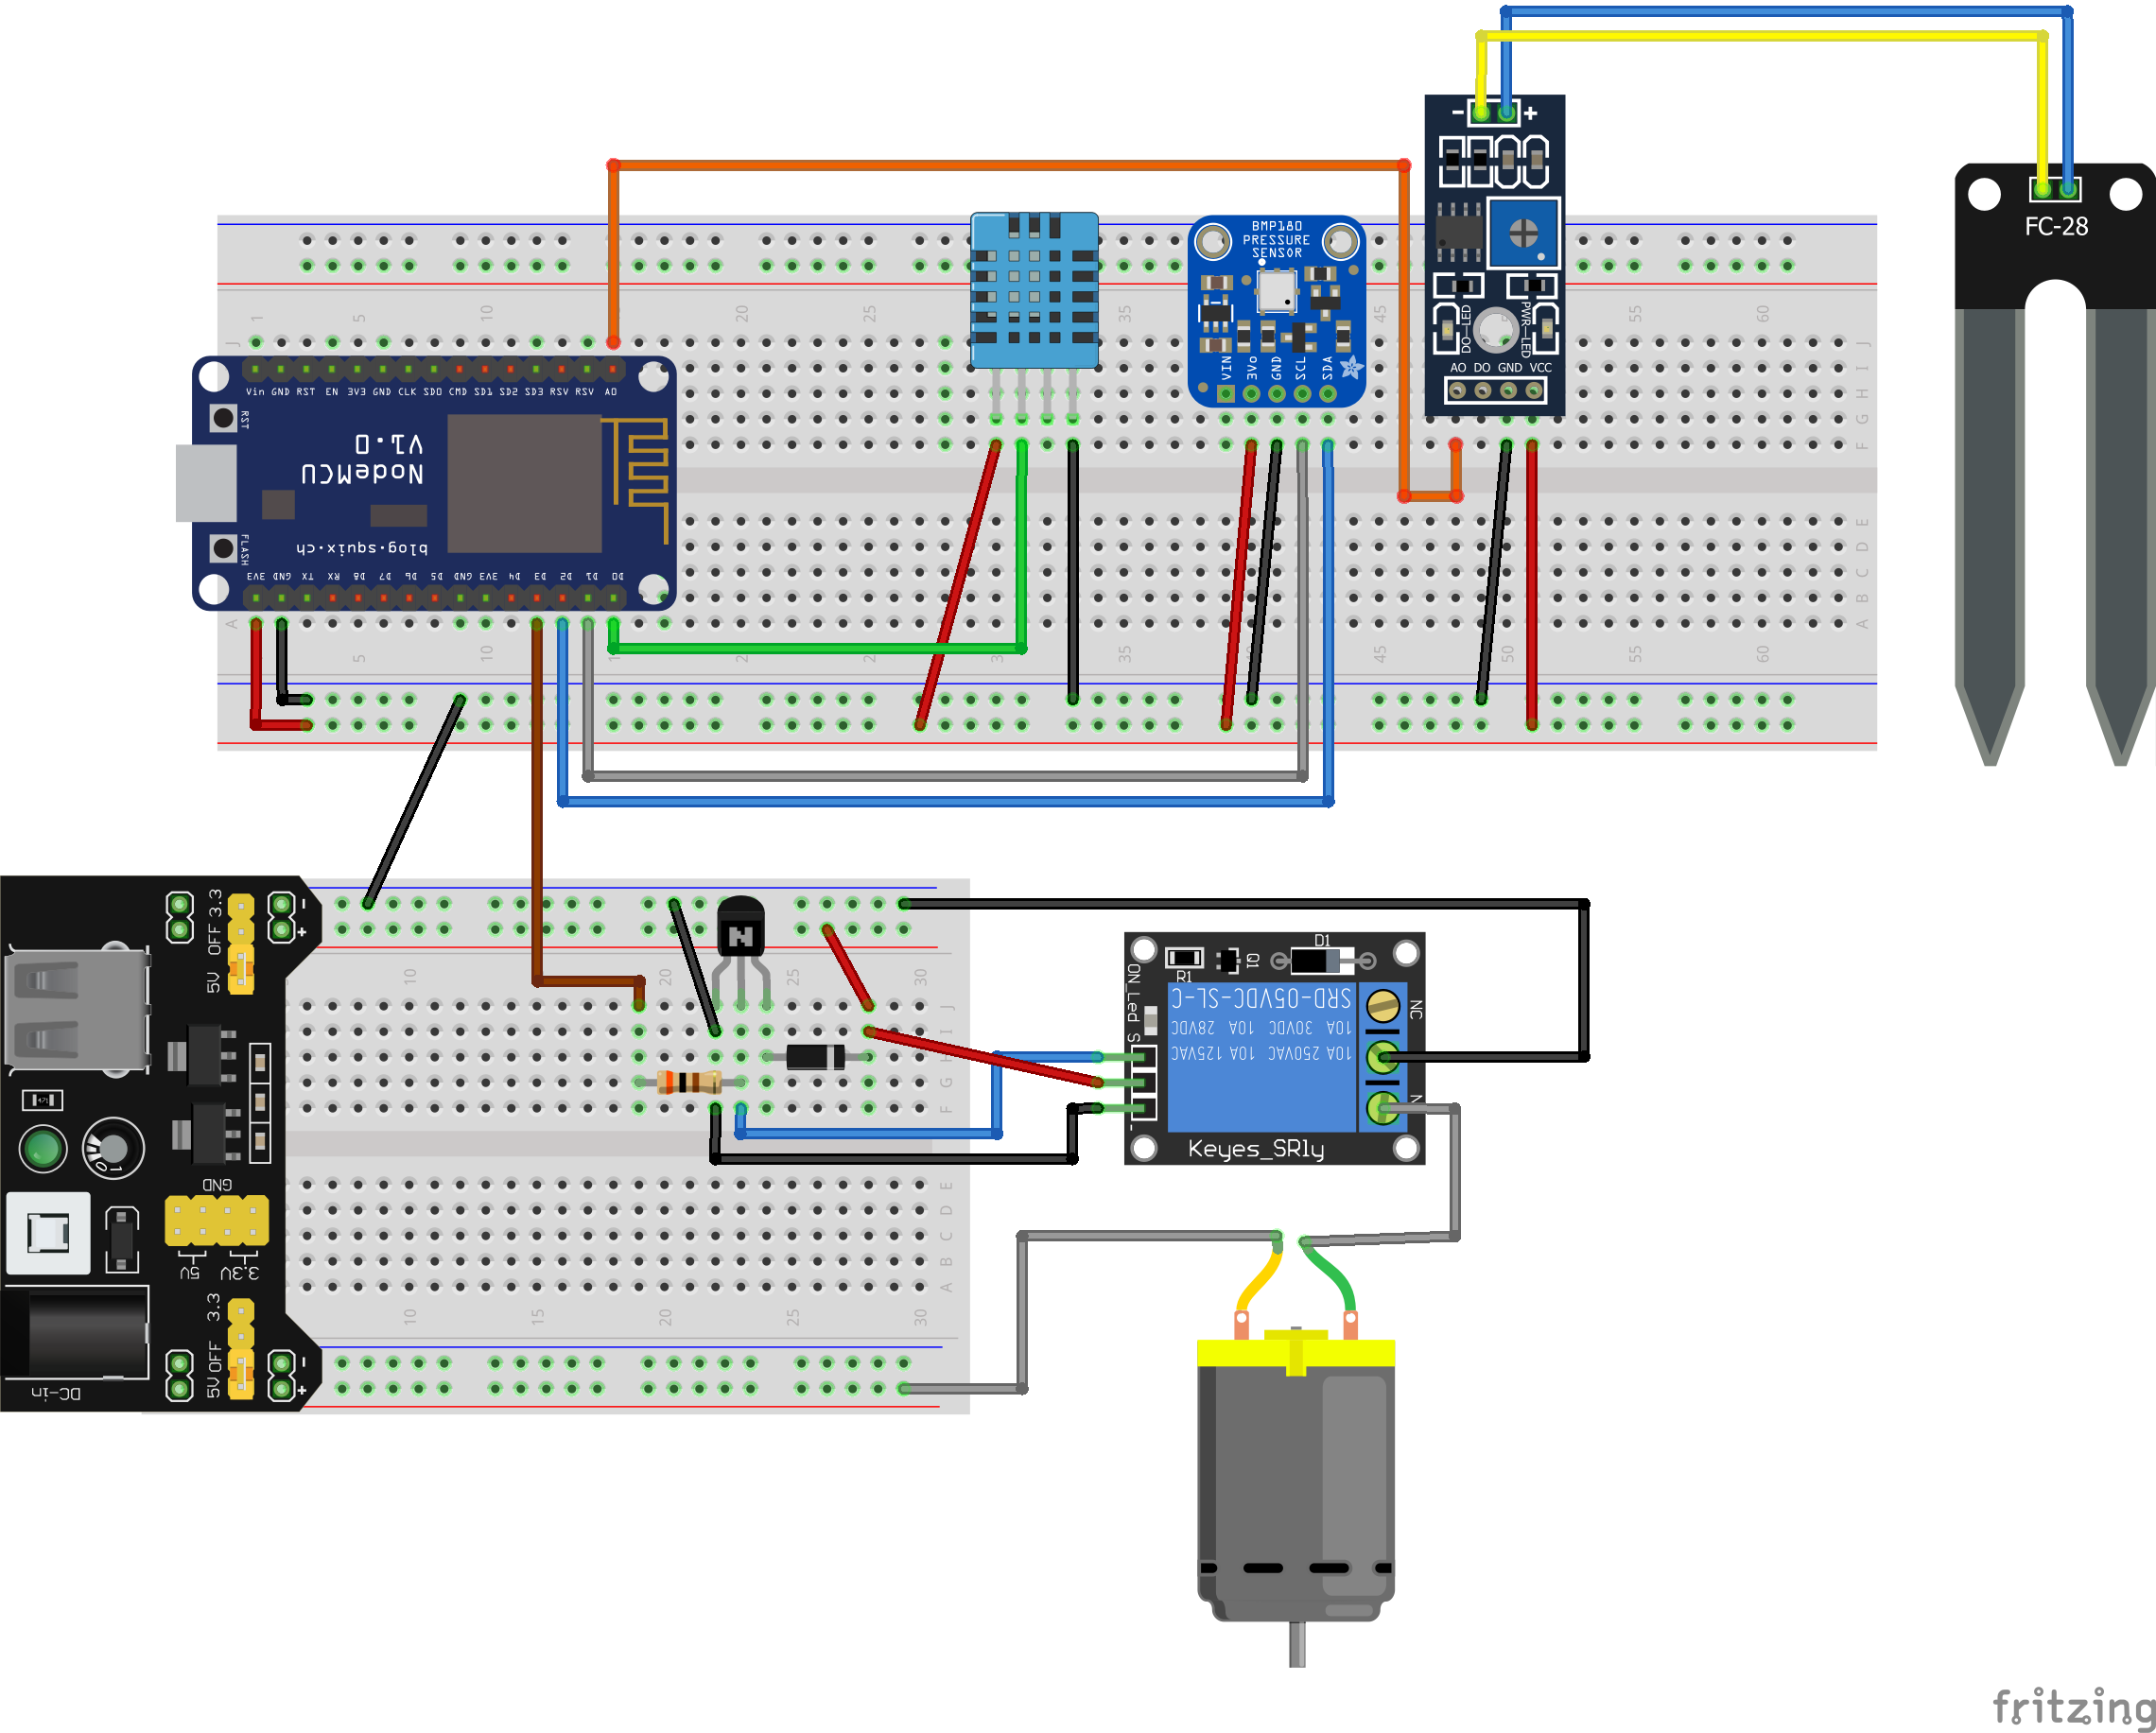 - +
FC-28
BMP180
PRESSURE
SENSOR
1 5 10 20 25 35 45 55 60
J
I
H
G
F
DO-LED
PWR-LED
VIN 3Vo GND SCL SDA
AO DO GND VCC
Vin GND RST EN 3V3 GND CLK SD0 CMD SD1 SD2 SD3 RSV RSV A0
RST
NodeMCU
V1.0
FLASH
blog.squix.ch
3V3 GND TX RX D8 D7 D6 D5 GND 3V3 D4 D3 D2 D1 D0
E
D
C
B
A A
5 10 35 45 50 55 60
5V OFF 3.3
-
+
10 20 25 30
J
I
H
G
F
D1
R1
Q1
ON_Led
S
-
SRD-05VDC-SL-C
10A 30VDC 10A 28VDC
10A 250VAC 10A 125VAC
NC
N
Keyes_SRly
471
10
GND
5V 3.3V
E
D
C
B
A
10 15 20 25 30
5V OFF 3.3
-
+
DC-in
fritzing